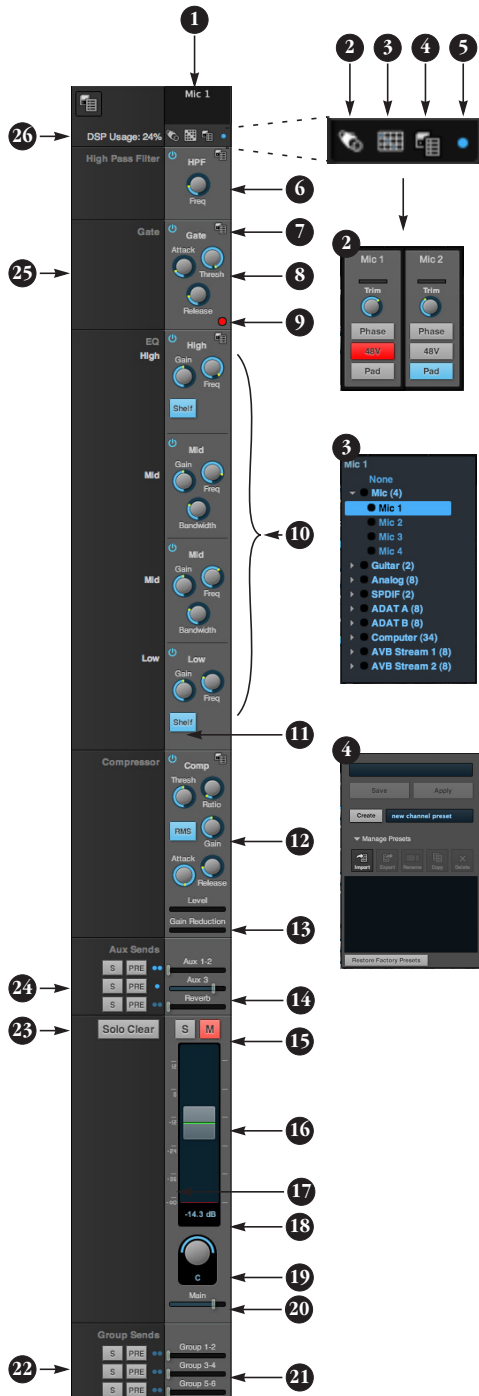 1
2
3
4
5
Mic 1
26
DSP Usage: 24%
High Pass Filter
HPF
Freq
6
Gate
Gate
7
Attack
Thresh
8
25
Release
9
EQ
High
High
Gain
Freq
Shelf
Mid
Mid
Gain
Freq
Bandwidth
10
Mid
Mid
Gain
Freq
Bandwidth
Low
Low
Gain
Freq
Shelf
11
Compressor
Comp
Thresh
Ratio
RMS
Gain
12
Attack
Release
Level
Gain Reduction
13
Aux Sends
S PRE Aux 1-2
24
S PRE Aux 3
S PRE Reverb
14
23
Solo Clear
S M
15
16
17
-14.3 dB
18
C
19
Main
20
Group Sends
S PRE Group 1-2
22
S PRE Group 3-4
21
S PRE Group 5-6
2
Mic 1 Mic 2
Trim Trim
Phase Phase
48V 48V
Pad Pad
3
Mic 1
None
Mic (4)
Mic 1
Mic 2
Mic 3
Mic 4
Guitar (2)
Analog (8)
SPDIF (2)
ADAT A (8)
ADAT B (8)
Computer (34)
AVB Stream 1 (8)
AVB Stream 2 (8)
4
Save Apply
Create new channel preset
Manage Presets
Import Export Rename Copy Delete
Restore Factory Presets